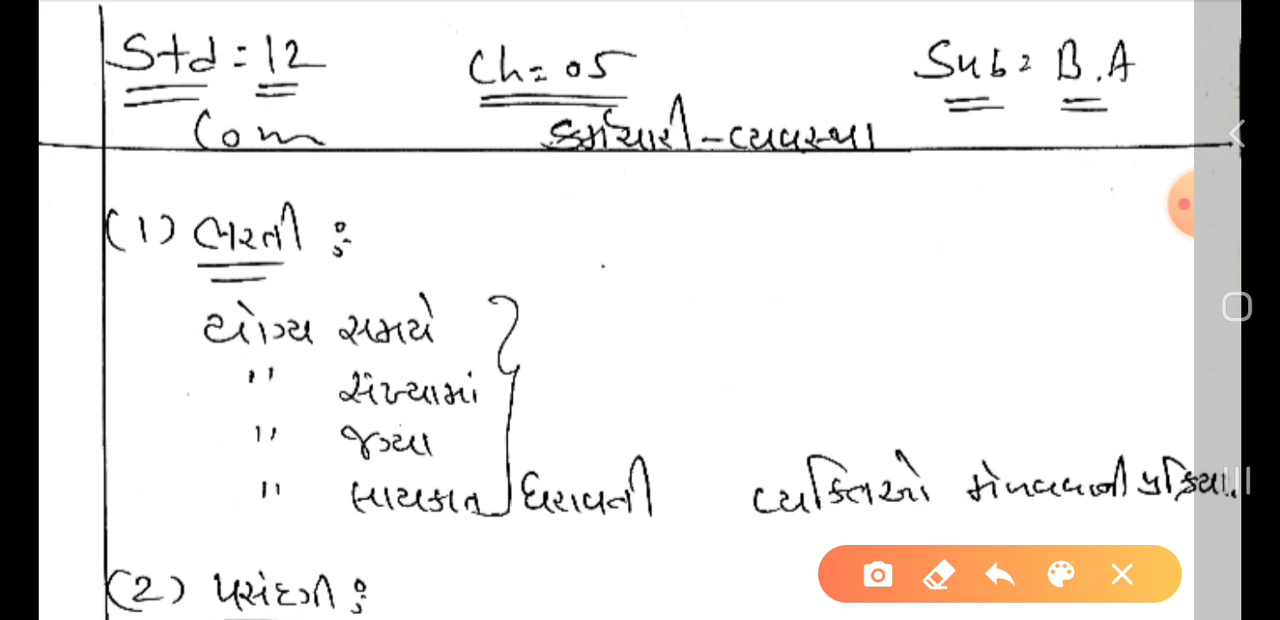 Std = 12 Ch = 05 Sub = B.A
Com કર્મચારી-વ્યવસ્થા
(1) ભરતી :
યોગ્ય સમયે
" સંખ્યામાં
" જગ્યા
" લાયકાત ધરાવતી વ્યક્તિઓ મેળવવાની પ્રક્રિયા.
(2) પસંદગી :